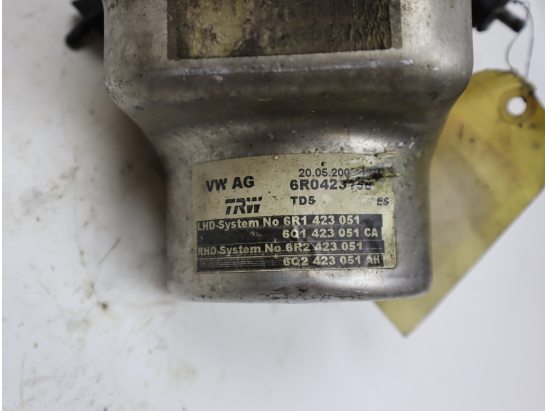 20.05.200
VW AG 6R0423156
TRW TD5 ES
LHD-System No 6R1 423 051
6Q1 423 051 CA
RHD-System No 6R2 423 051
6Q2 423 051 AH